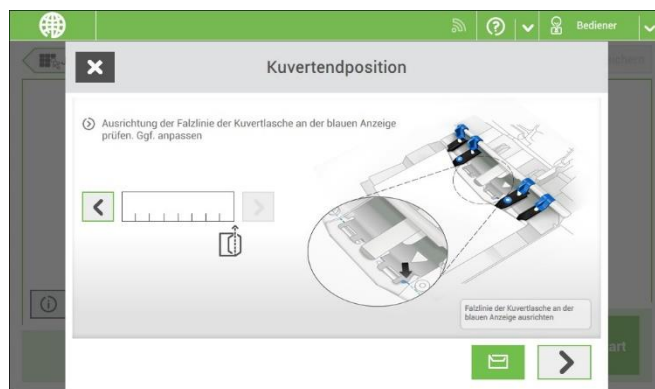 Bediener
Kuvertendposition
Ausrichtung der Falzlinie der Kuvertlasche an der blauen Anzeige
prüfen. Ggf. anpassen
Falzlinie der Kuvertlasche an der
blauen Anzeige ausrichten